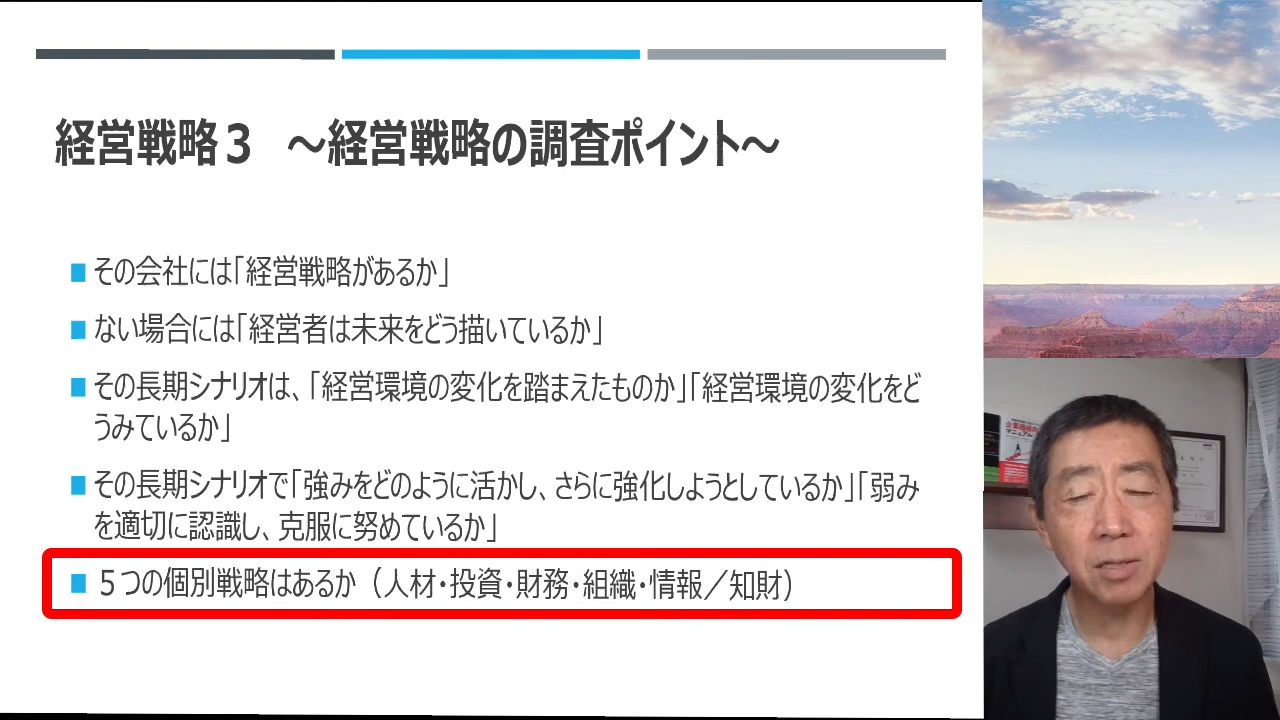 経営戦略３　～経営戦略の調査ポイント～
その会社には｢経営戦略があるか｣
ない場合には｢経営者は未来をどう描いているか｣
その長期シナリオは、｢経営環境の変化を踏まえたものか｣｢経営環境の変化をど
うみているか｣
その長期シナリオで｢強みをどのように活かし、さらに強化しようとしているか｣｢弱み
を適切に認識し、克服に努めているか｣
５つの個別戦略はあるか（人材・投資・財務・組織・情報／知財）
マニュアル